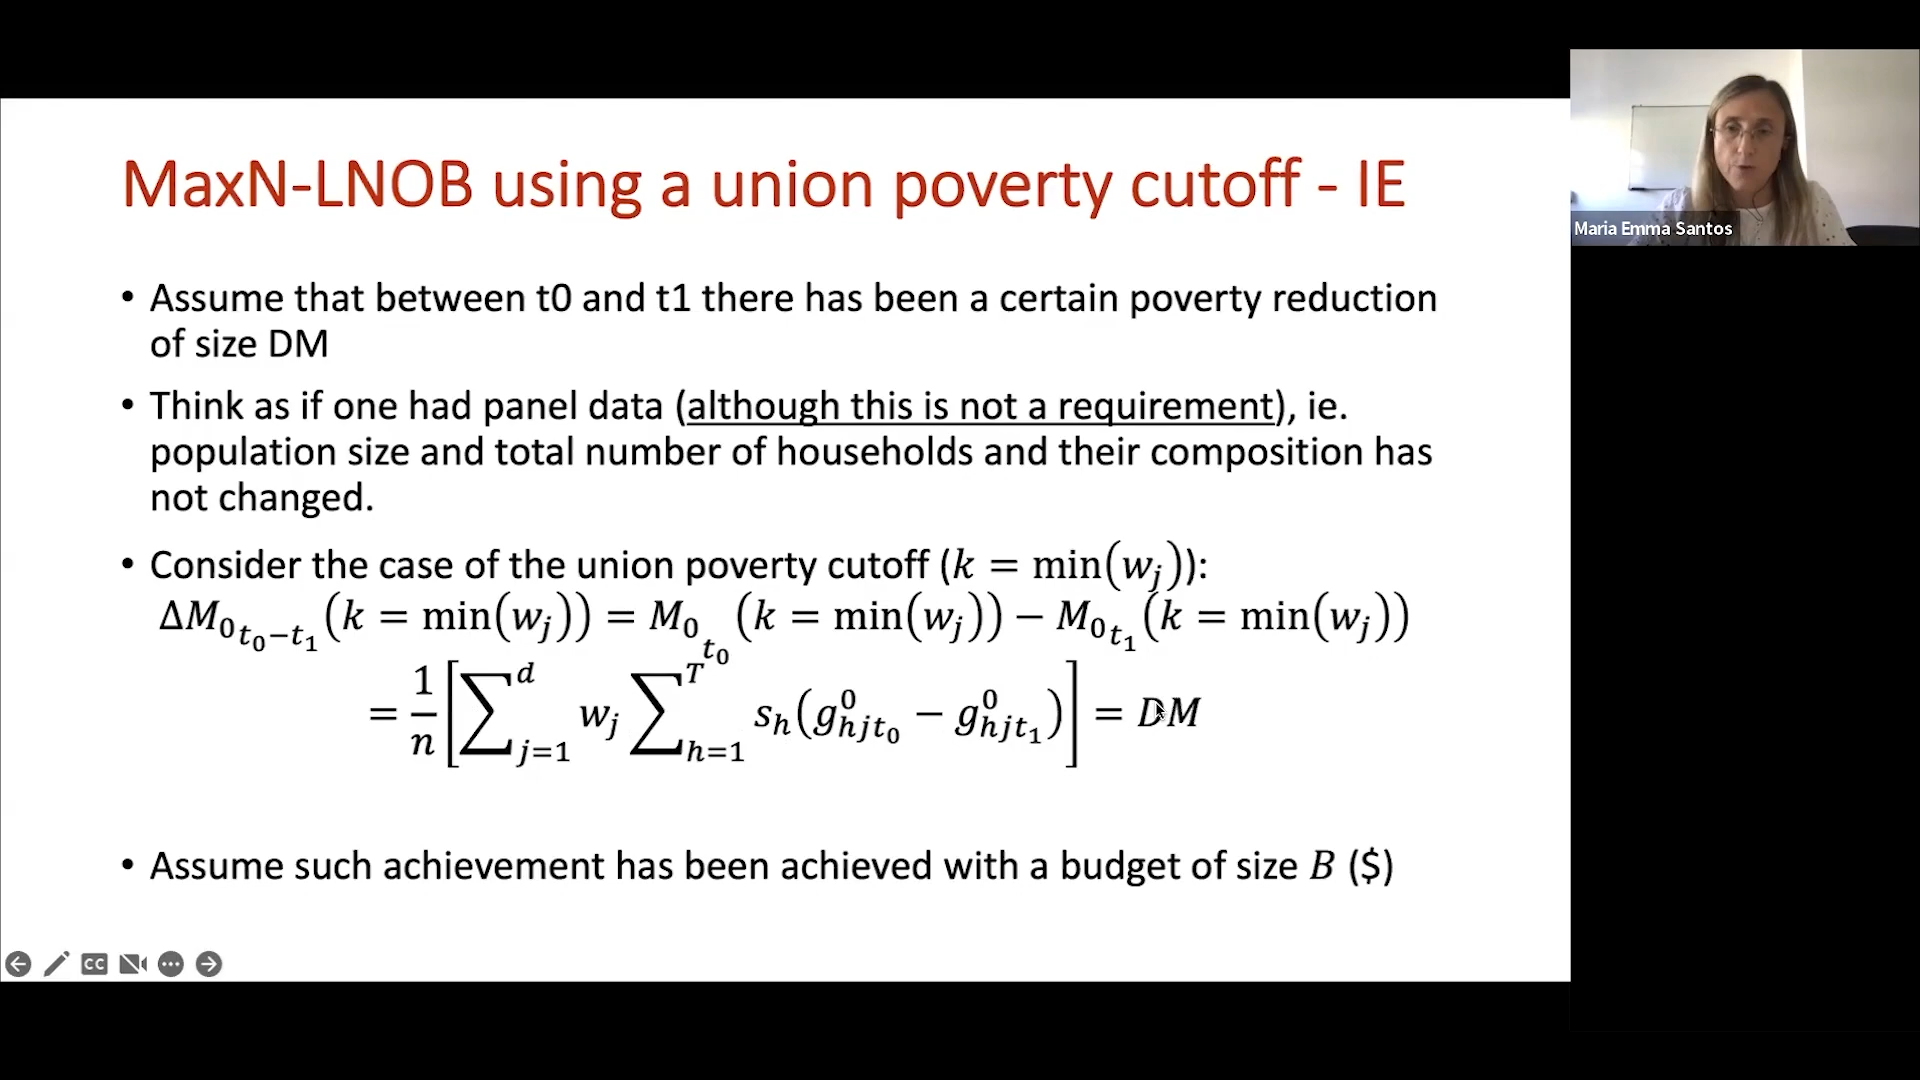 MaxN-LNOB using a union poverty cutoff - IE
Maria Emma Santos
• Assume that between t0 and t1 there has been a certain poverty reduction
of size DM
• Think as if one had panel data (although this is not a requirement), ie.
population size and total number of households and their composition has
not changed.
• Consider the case of the union poverty cutoff (k = min(w_j)):
ΔM_{0_{t_0−t_1}}(k = min(w_j)) = M_{0_{t_0}}(k = min(w_j)) − M_{0_{t_1}}(k = min(w_j))
= \frac{1}{n}[∑_{j=1}^{d} w_j ∑_{h=1}^{T} s_h(g^0_{hjt_0} − g^0_{hjt_1})] = DM
• Assume such achievement has been achieved with a budget of size B ($)
CC